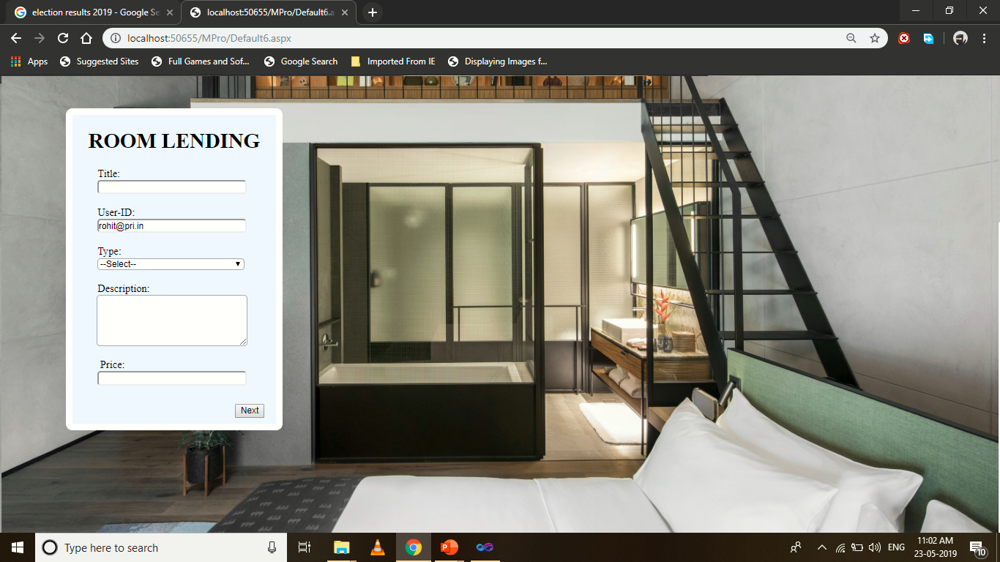 election results 2019 - Google Se
localhost:50655/MPro/Default6.a
localhost:50655/MPro/Default6.aspx
Apps
Suggested Sites
Full Games and Sof...
Google Search
Imported From IE
Displaying Images f...
ROOM LENDING
Title:
User-ID:
rohit@pri.in
Type:
--Select--
Description:
Price:
Next
Type here to search
ENG
11:02 AM
23-05-2019
10